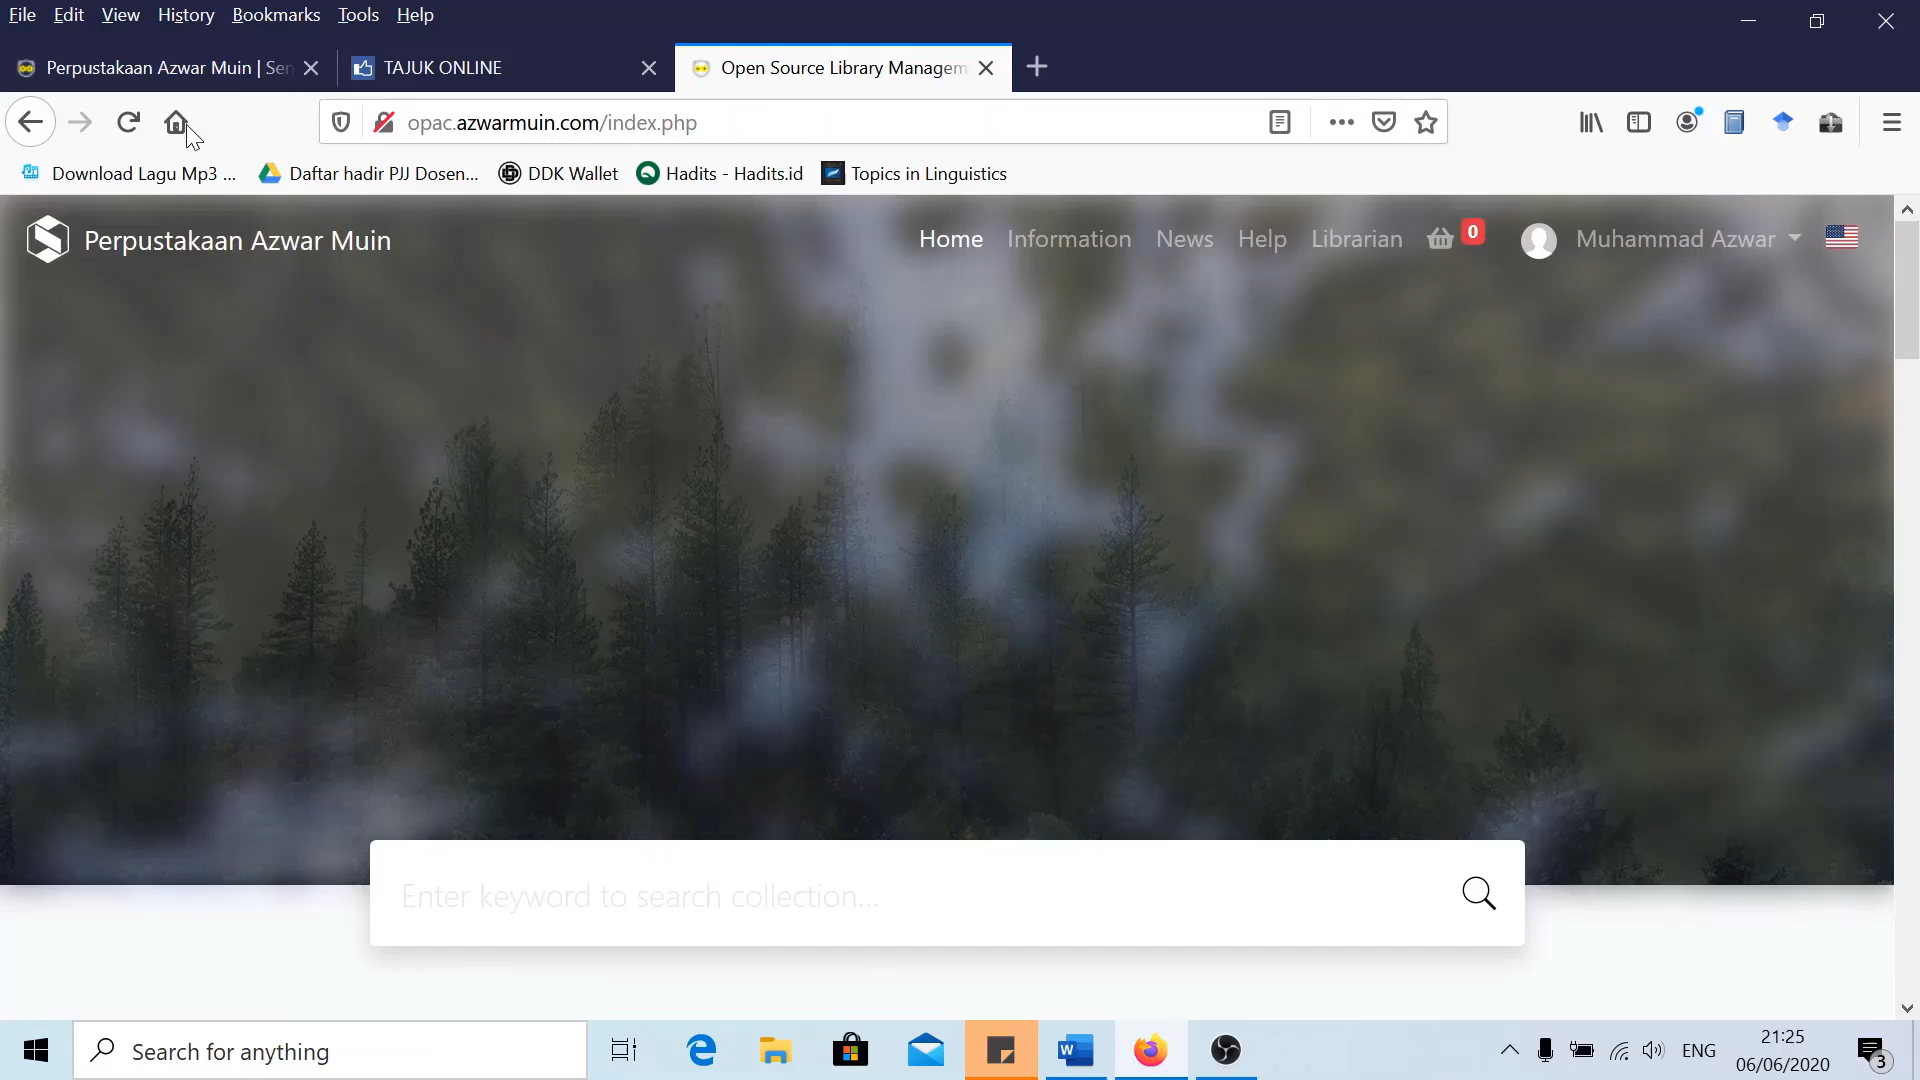 File Edit View History Bookmarks Tools Help
Perpustakaan Azwar Muin | Sen
TAJUK ONLINE
Open Source Library Managem
opac.azwarmuin.com/index.php
Download Lagu Mp3 ...
Daftar hadir PJJ Dosen...
DDK Wallet
Hadits - Hadits.id
Topics in Linguistics
Perpustakaan Azwar Muin
Home Information News Help Librarian 0 Muhammad Azwar
Enter keyword to search collection...
Search for anything
ENG
21:25
06/06/2020
3